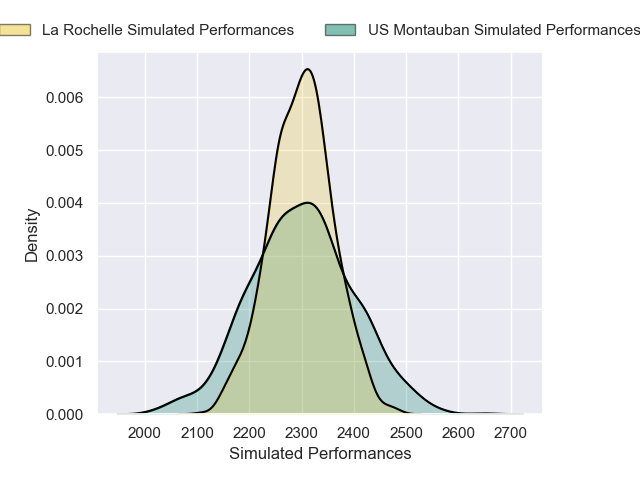 La Rochelle Simulated Performances US Montauban Simulated Performances
0.006
0.005
0.004
0.003
0.002
0.001
0.000
Density
2000 2100 2200 2300 2400 2500 2600 2700
Simulated Performances